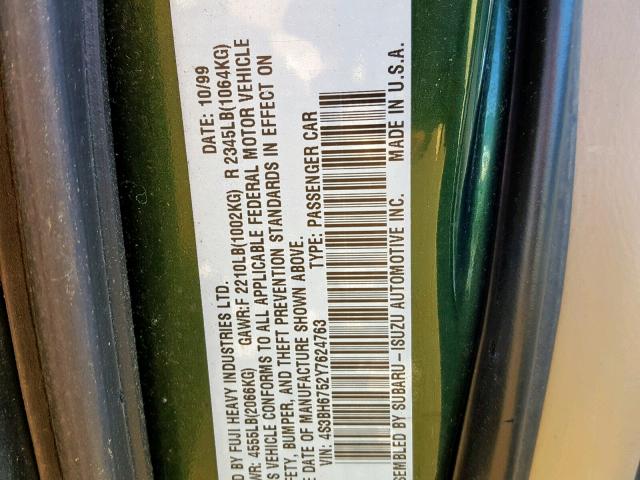 D BY FUJI HEAVY INDUSTRIES LTD. DATE: 10/99
WR: 4555LB(2066KG) GAWR:F 2210LB(1002KG) R 2345LB(1064KG)
S VEHICLE CONFORMS TO ALL APPLICABLE FEDERAL MOTOR VEHICLE
FETY, BUMPER, AND THEFT PREVENTION STANDARDS IN EFFECT ON
E DATE OF MANUFACTURE SHOWN ABOVE.
VIN: 4S3BH6752Y7624763 TYPE: PASSENGER CAR
SEMBLED BY SUBARU-ISUZU AUTOMOTIVE INC. MADE IN U.S.A.